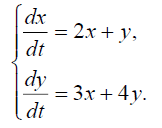 dx/dt = 2x + y,
dy/dt = 3x + 4y.